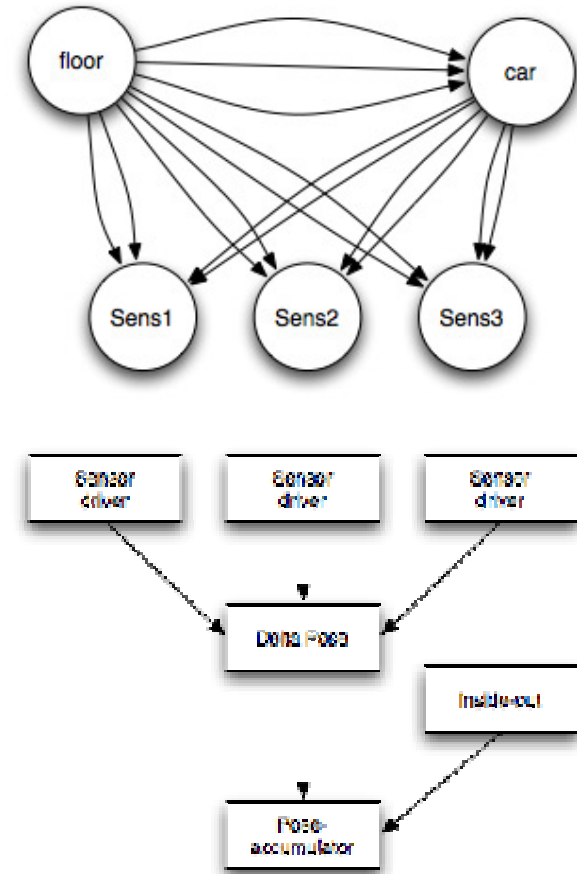 floor
car
Sens1
Sens2
Sens3
Sensor
driver
Sensor
driver
Sensor
driver
Delta Pose
Inside-out
Pose-
accumulator